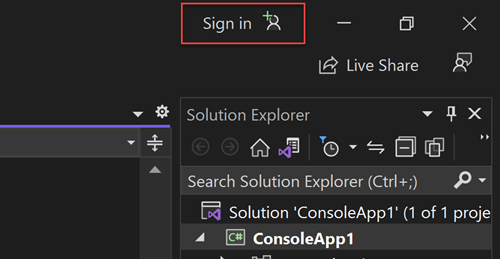 Sign in
Live Share
Solution Explorer
Search Solution Explorer (Ctrl+;)
Solution 'ConsoleApp1' (1 of 1 proje
C# ConsoleApp1